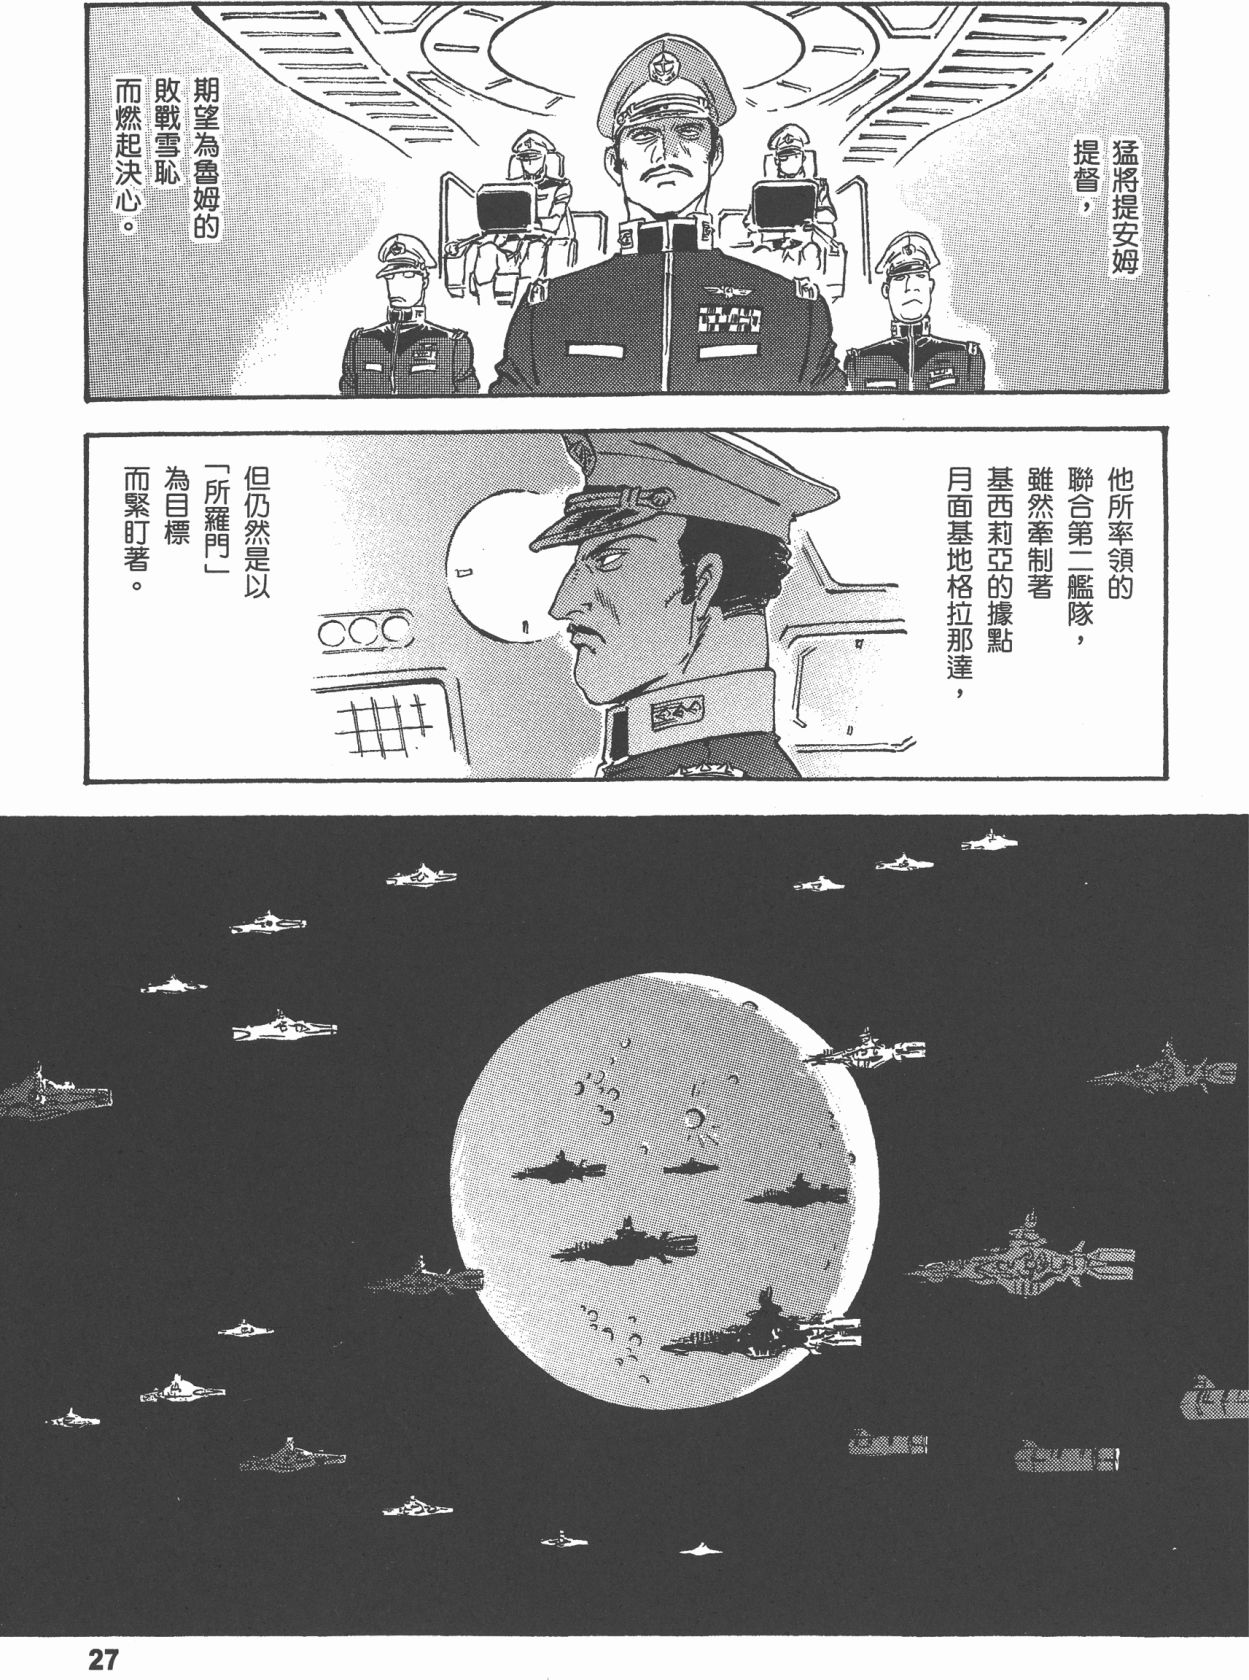 猛將提安姆
提督，
期望為魯姆的
敗戰雪恥
而燃起決心。
他所率領的
聯合第二艦隊，
雖然牽制著
基西莉亞的據點
月面基地格拉那達，
但仍然是以
「所羅門」
為目標
而緊盯著。
27